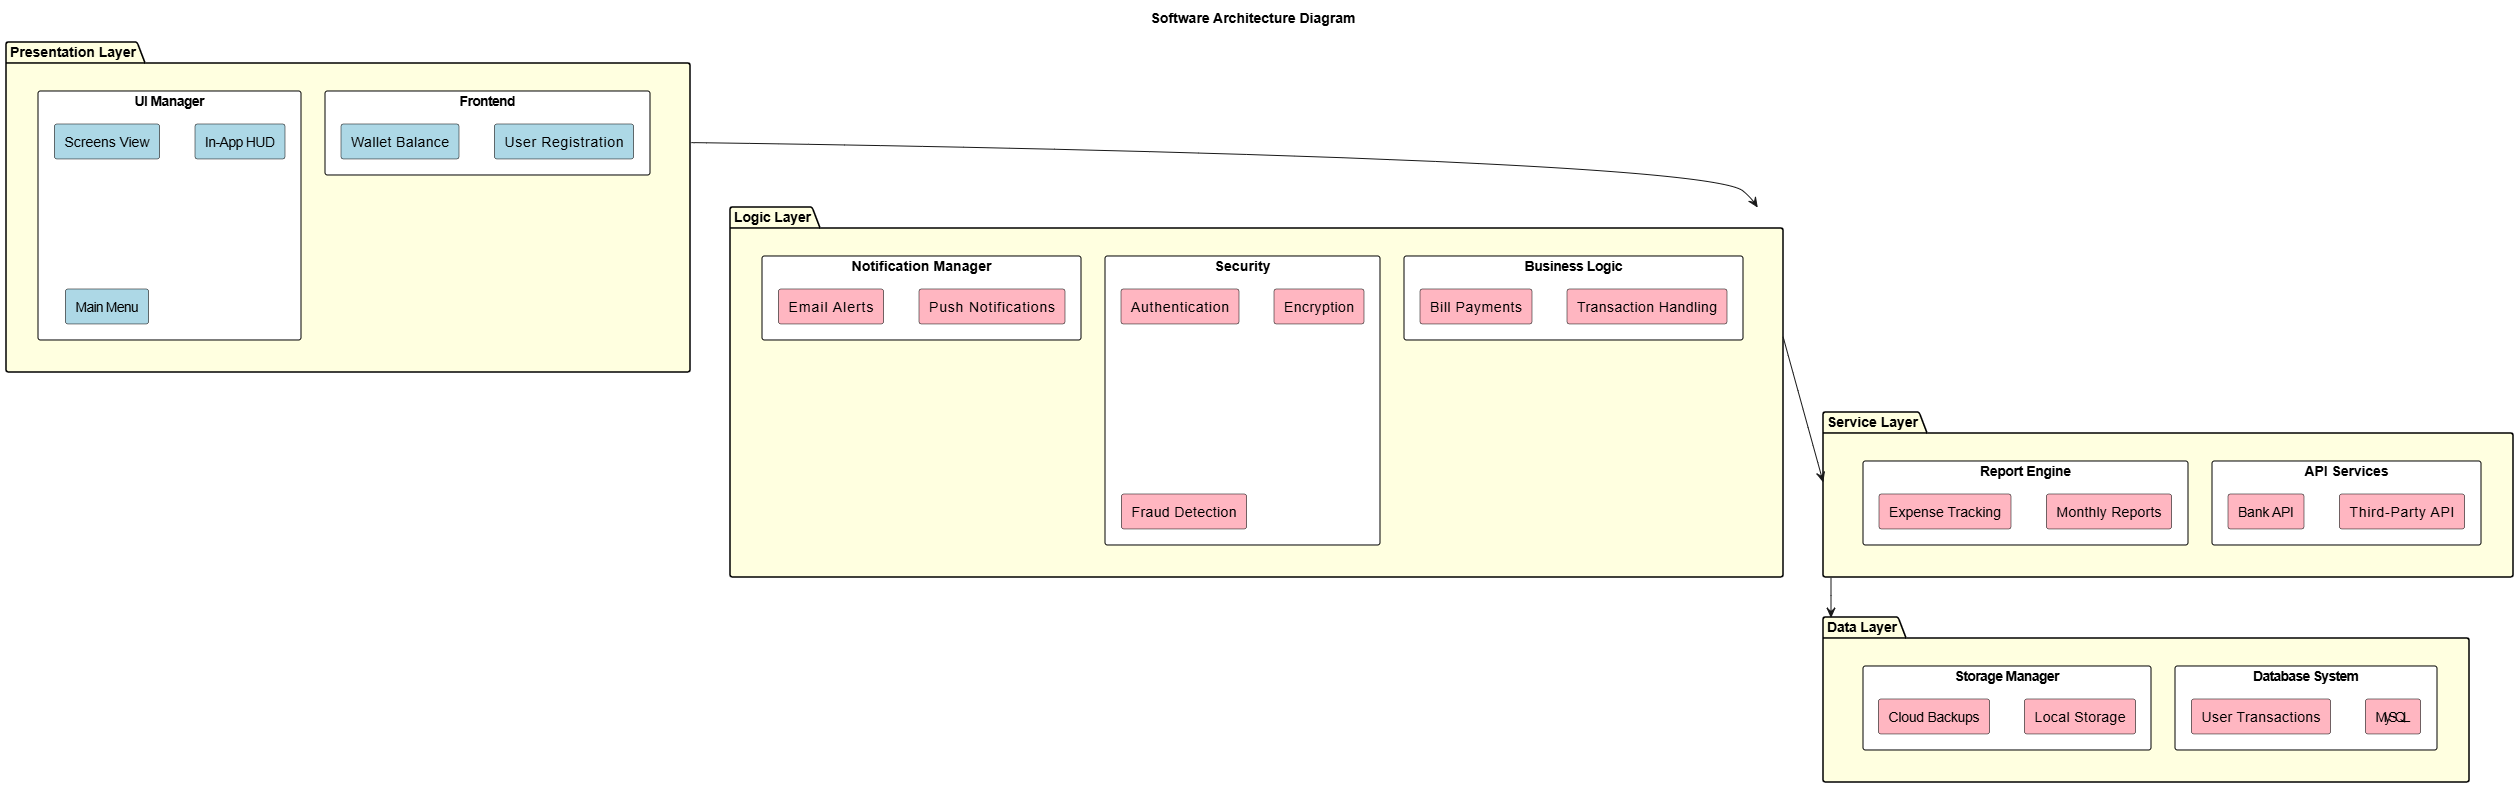 Software Architecture Diagram
Presentation Layer
UI Manager
Screens View
In-App HUD
Main Menu
Frontend
Wallet Balance
User Registration
Logic Layer
Notification Manager
Email Alerts
Push Notifications
Security
Authentication
Encryption
Fraud Detection
Business Logic
Bill Payments
Transaction Handling
Service Layer
Report Engine
Expense Tracking
Monthly Reports
API Services
Bank API
Third-Party API
Data Layer
Storage Manager
Cloud Backups
Local Storage
Database System
User Transactions
MySQL